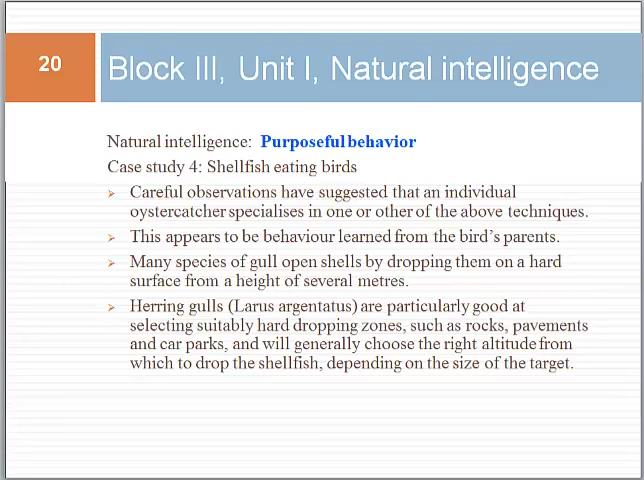 20
Block III, Unit I, Natural intelligence
Natural intelligence: Purposeful behavior
Case study 4: Shellfish eating birds
Careful observations have suggested that an individual
oystercatcher specialises in one or other of the above techniques.
This appears to be behaviour learned from the bird's parents.
Many species of gull open shells by dropping them on a hard
surface from a height of several metres.
Herring gulls (Larus argentatus) are particularly good at
selecting suitably hard dropping zones, such as rocks, pavements
and car parks, and will generally choose the right altitude from
which to drop the shellfish, depending on the size of the target.